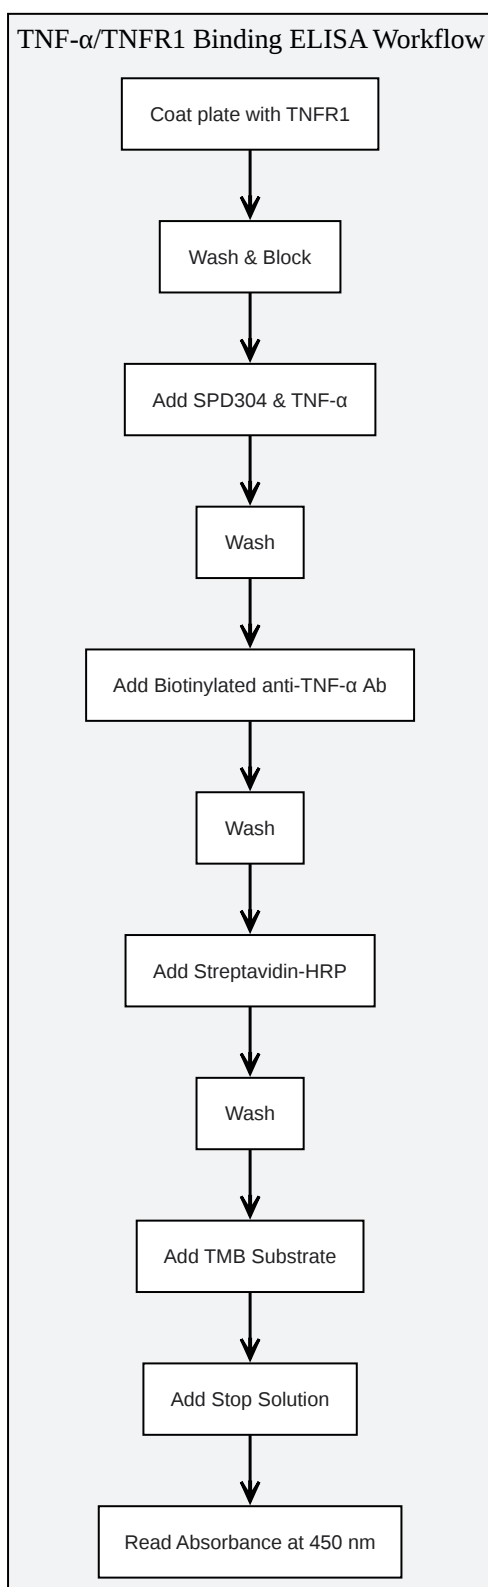 TNF-α/TNFR1 Binding ELISA Workflow
Coat plate with TNFR1
Wash & Block
Add SPD304 & TNF-α
Wash
Add Biotinylated anti-TNF-α Ab
Wash
Add Streptavidin-HRP
Wash
Add TMB Substrate
Add Stop Solution
Read Absorbance at 450 nm